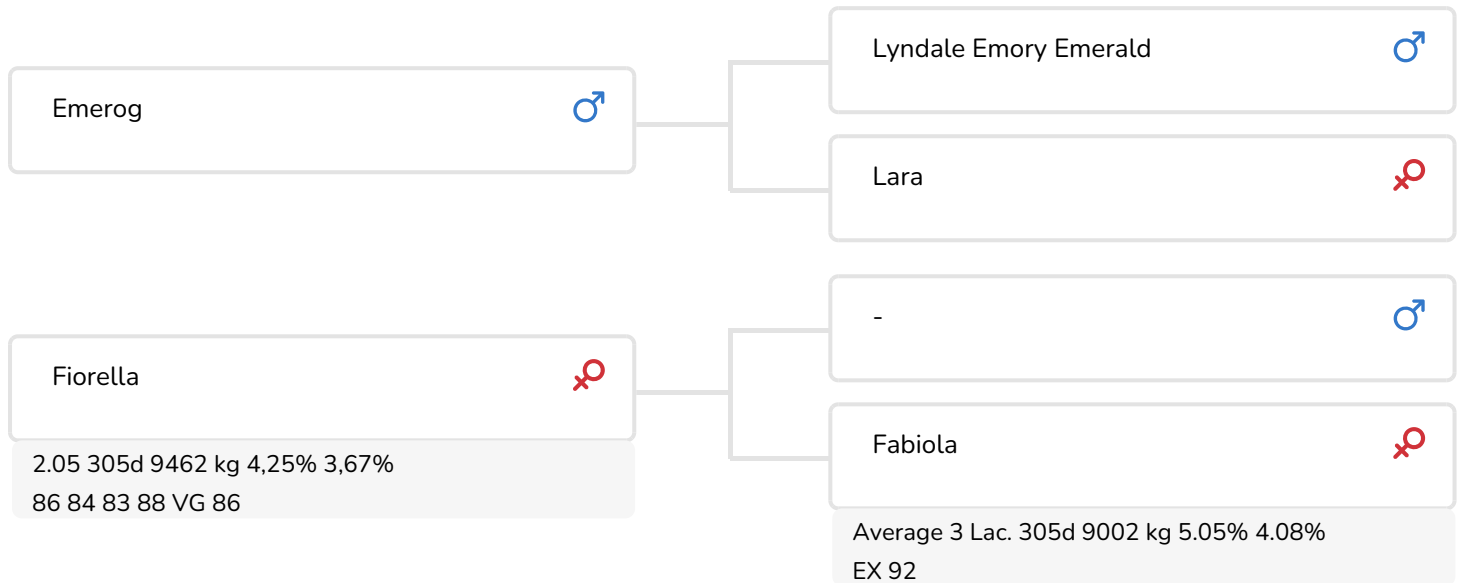 Emerog
Lyndale Emory Emerald
Lara
Fiorella
2.05 305d 9462 kg 4,25% 3,67%
86 84 83 88 VG 86
-
Fabiola
Average 3 Lac. 305d 9002 kg 5.05% 4.08%
EX 92